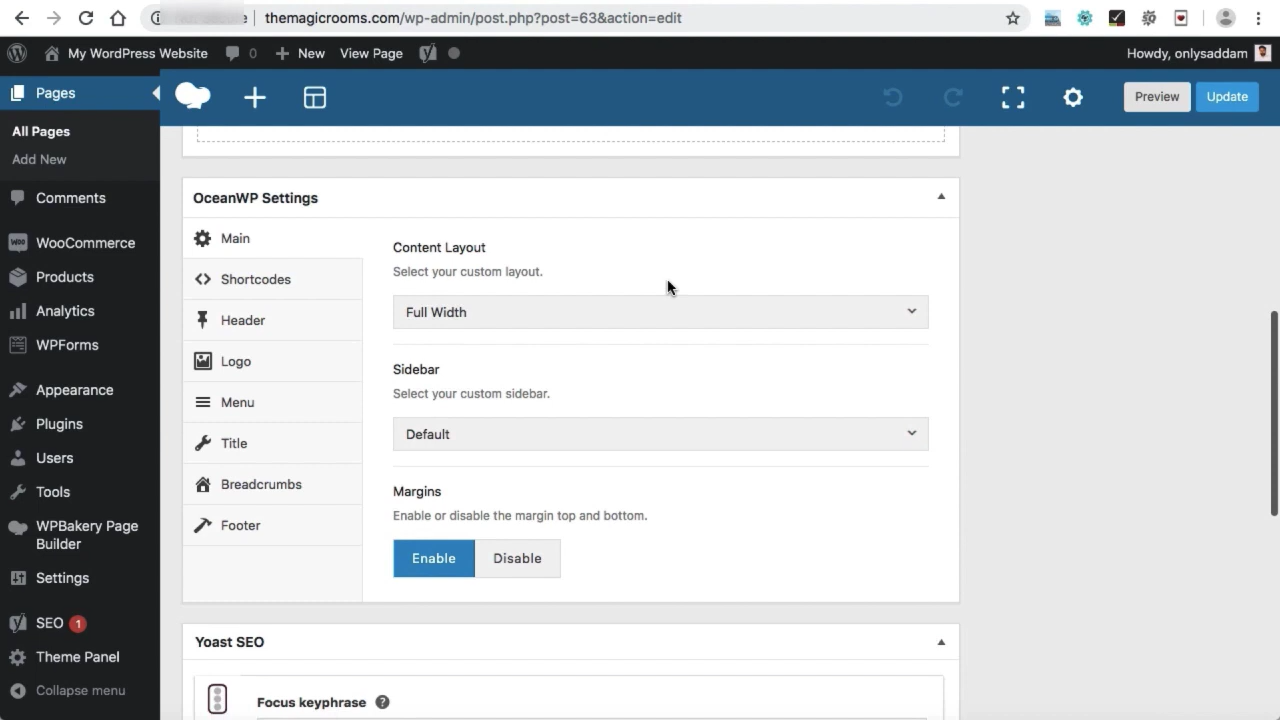 themagicrooms.com/wp-admin/post.php?post=63&action=edit
My WordPress Website
0
New
View Page
Howdy, onlysaddam
Pages
All Pages
Add New
Comments
WooCommerce
Products
Analytics
WPForms
Appearance
Plugins
Users
Tools
WPBakery Page
Builder
Settings
SEO 1
Theme Panel
Collapse menu
Preview
Update
OceanWP Settings
Main
Shortcodes
Header
Logo
Menu
Title
Breadcrumbs
Footer
Content Layout
Select your custom layout.
Full Width
Sidebar
Select your custom sidebar.
Default
Margins
Enable or disable the margin top and bottom.
Enable
Disable
Yoast SEO
Focus keyphrase ?